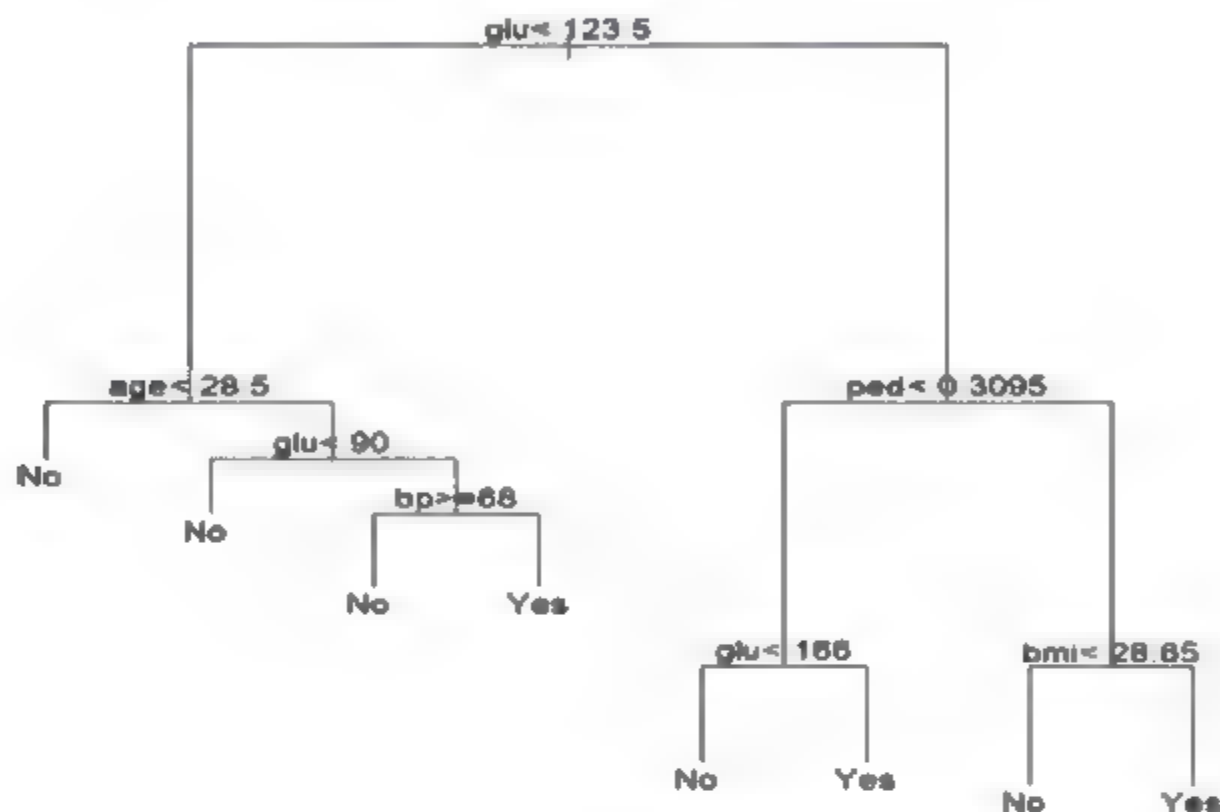 glu< 123.5
age< 28.5
ped< 0.3095
glu< 90
No
bp>=68
No
No
Yes
glu< 166
bmi< 28.65
No
Yes
No
Yes